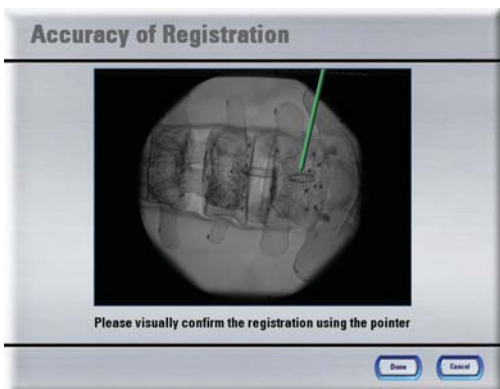 Accuracy of Registration
Please visually confirm the registration using the pointer
Done
Cancel